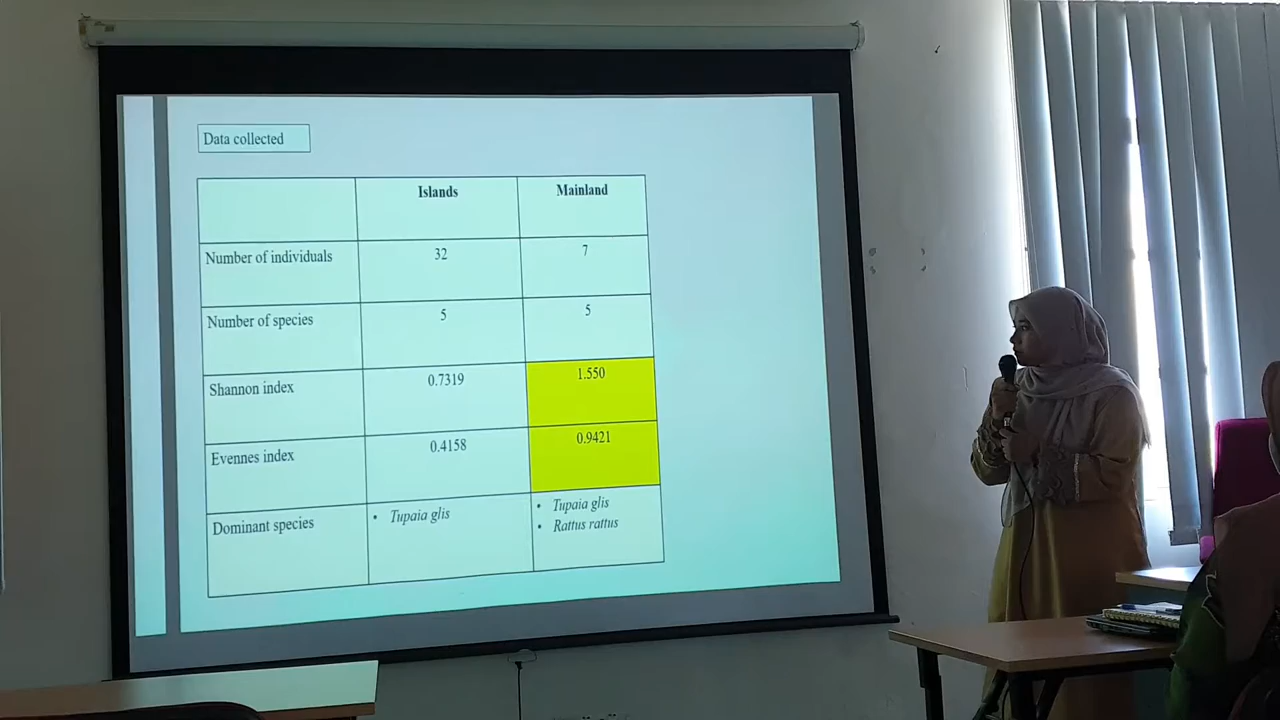 Data collected
Islands Mainland
Number of individuals 32 7
Number of species 5 5
Shannon index 0.7319 1.550
Evennes index 0.4158 0.9421
Dominant species • Tupaia glis • Tupaia glis
• Rattus rattus